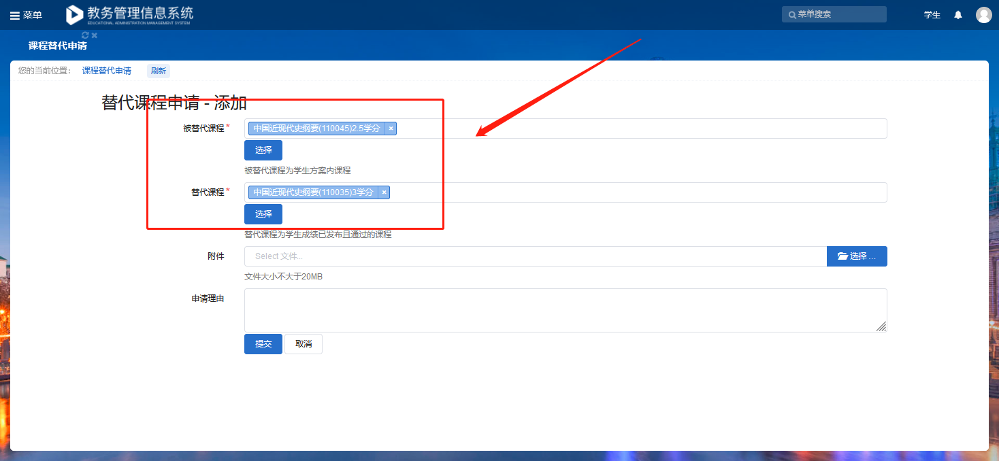 菜单
教务管理信息系统
EDUCATIONAL ADMINISTRATION MANAGEMENT SYSTEM
菜单搜索
学生
课程替代申请
您的当前位置： 课程替代申请 刷新
替代课程申请 - 添加
被替代课程* 中国近现代史纲要(110045)2.5学分 ×
选择
被替代课程为学生方案内课程
替代课程* 中国近现代史纲要(110035)3学分 ×
选择
替代课程为学生成绩已发布且通过的课程
附件 Select 文件... 选择 ...
文件大小不大于20MB
申请理由
提交 取消